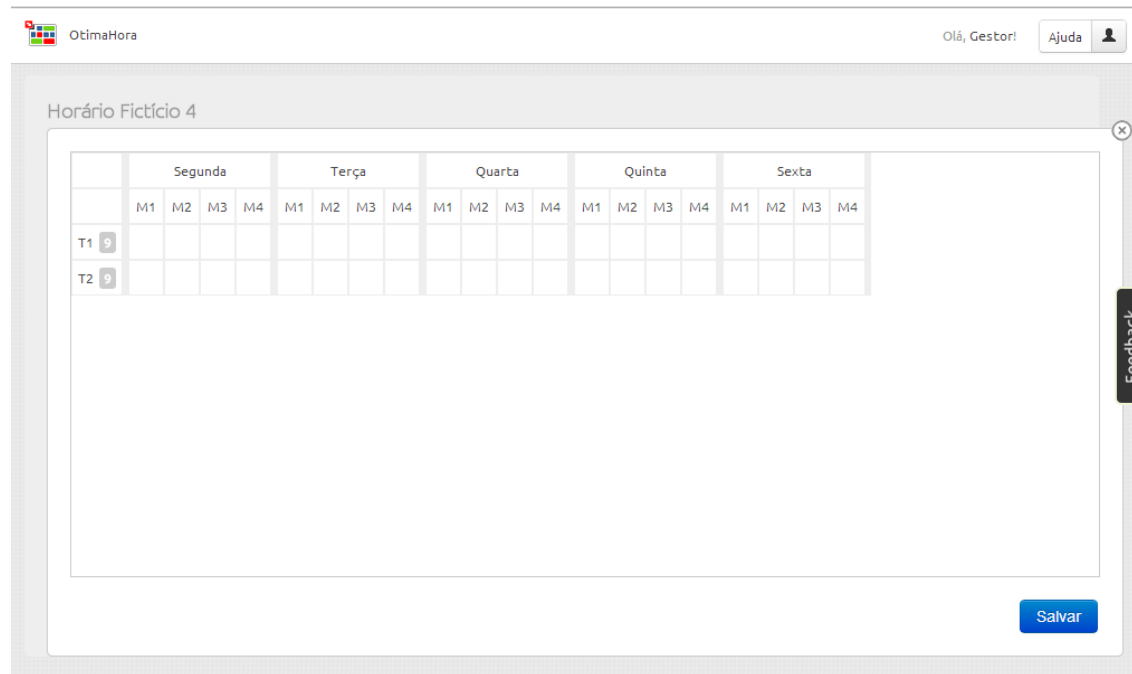 OtimaHora
Olá, Gestor!
Ajuda
Horário Fictício 4
Segunda Terça Quarta Quinta Sexta
M1 M2 M3 M4 M1 M2 M3 M4 M1 M2 M3 M4 M1 M2 M3 M4 M1 M2 M3 M4
T1 9
T2 9
Feedback
Salvar